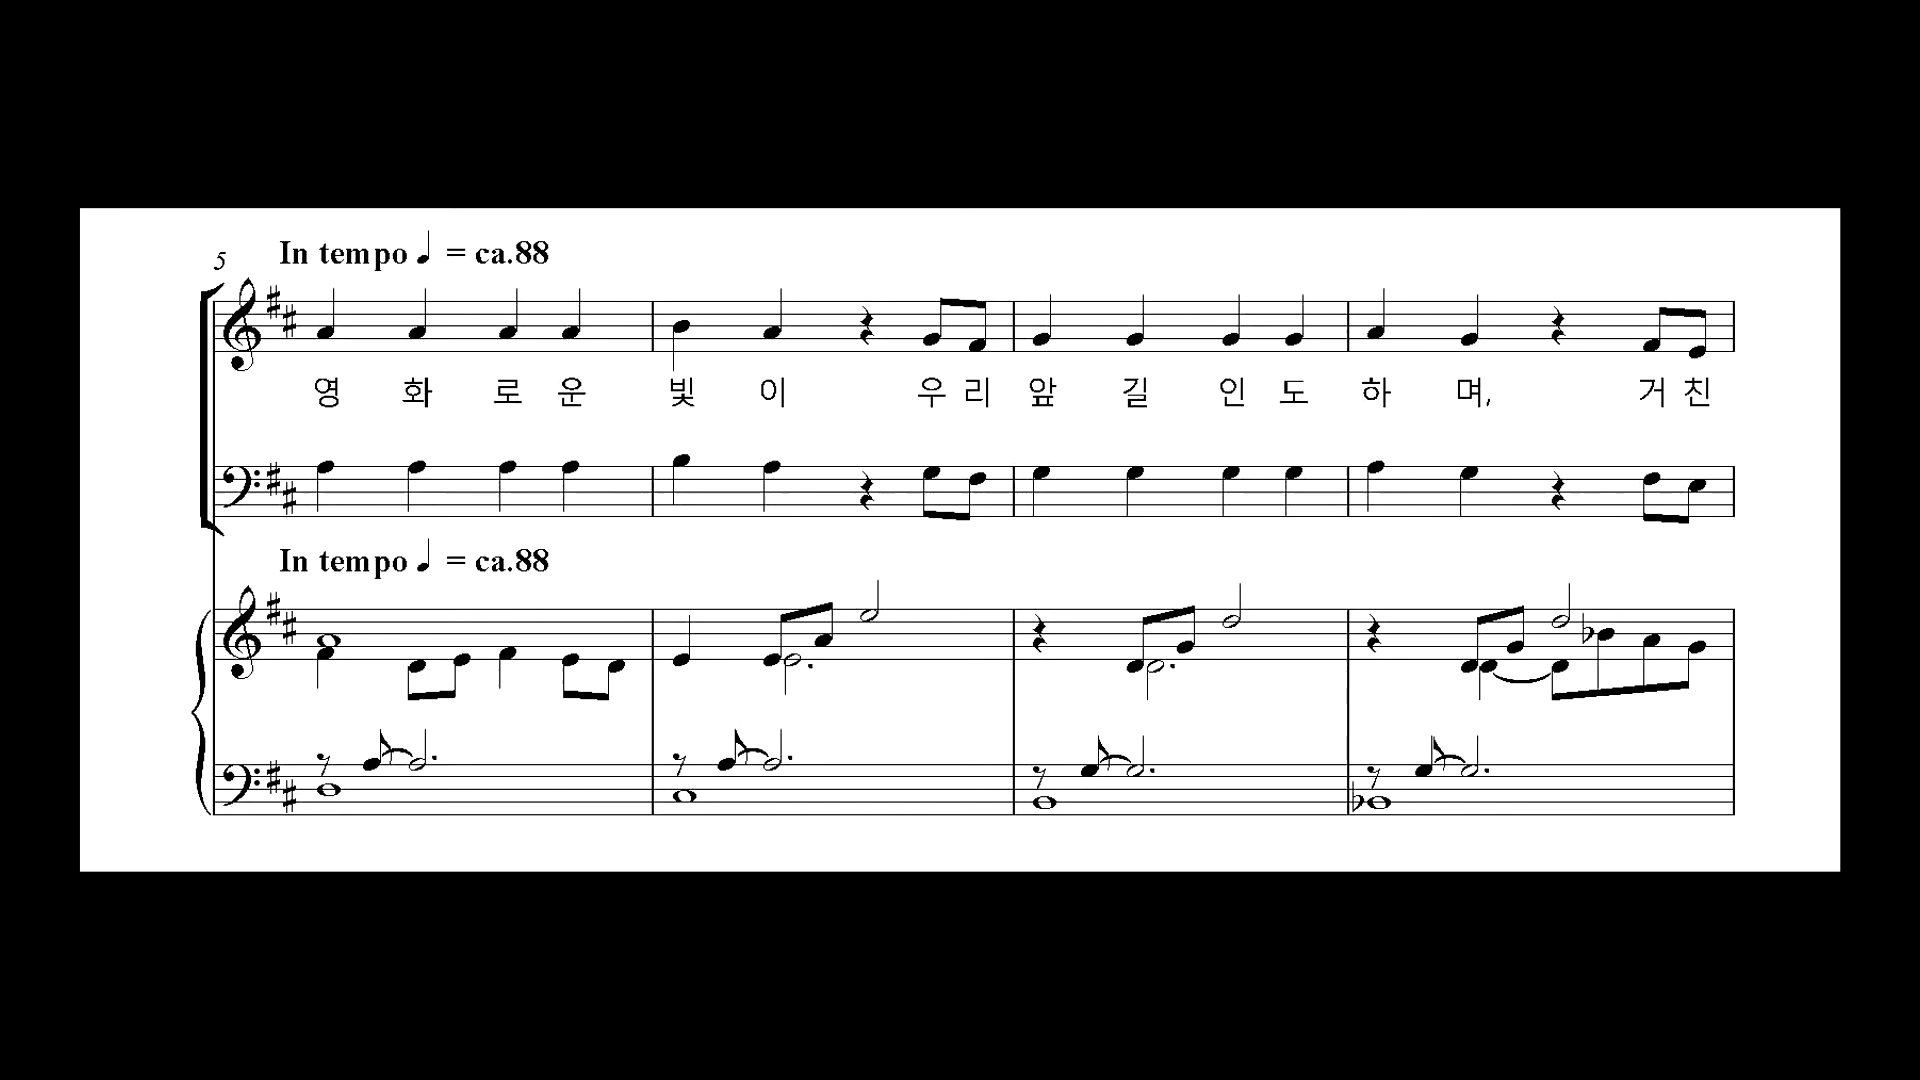 In tempo ♩ = ca.88
5
영 화 로 운 빛 이 우 리 앞 길 인 도 하 며, 거 친
In tempo ♩ = ca.88